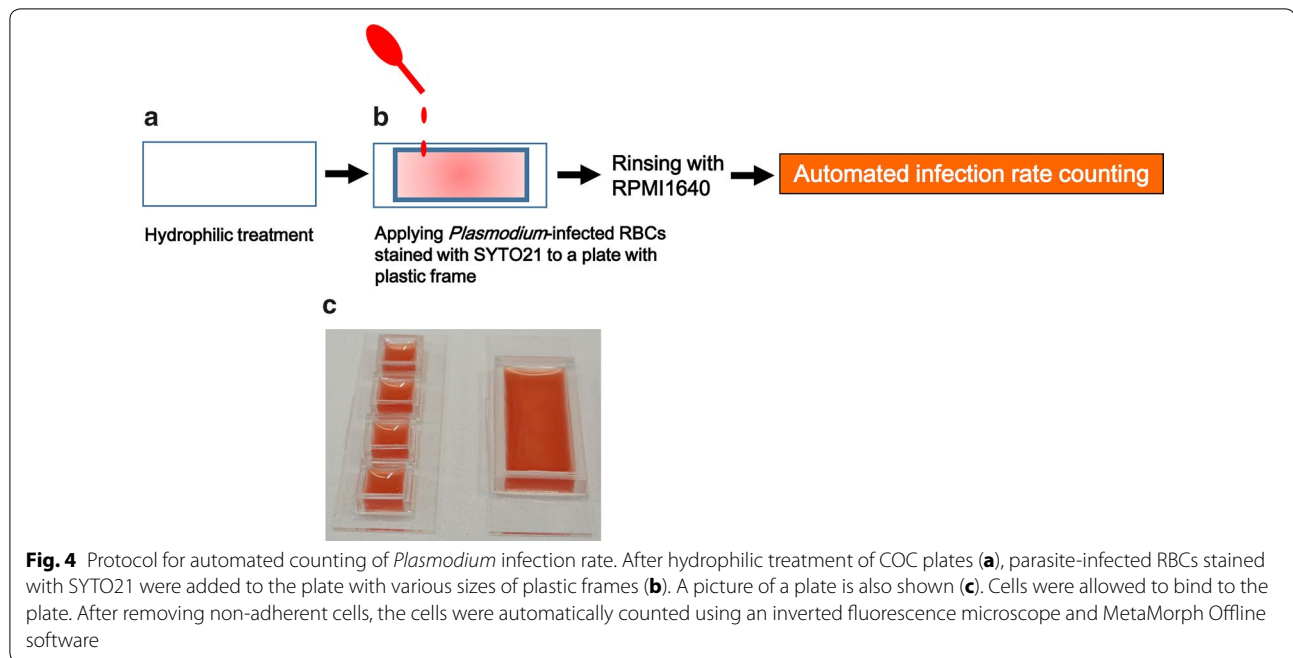 a
b
Hydrophilic treatment
Applying Plasmodium-infected RBCs
stained with SYTO21 to a plate with
plastic frame
Rinsing with
RPMI1640
Automated infection rate counting
c
Fig. 4 Protocol for automated counting of Plasmodium infection rate. After hydrophilic treatment of COC plates (a), parasite-infected RBCs stained
with SYTO21 were added to the plate with various sizes of plastic frames (b). A picture of a plate is also shown (c). Cells were allowed to bind to the
plate. After removing non-adherent cells, the cells were automatically counted using an inverted fluorescence microscope and MetaMorph Offline
software